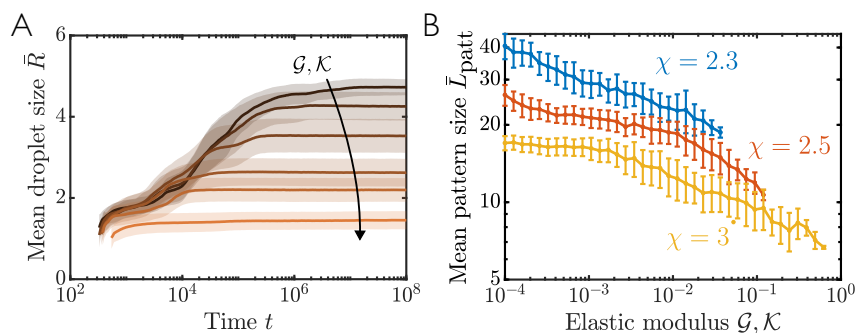 A
Mean droplet size R̄
6
4
2
0
10² 10⁴ 10⁶ 10⁸
Time t
𝒢, 𝒦
B
Mean pattern size L̄patt
40
30
20
10
5
10⁻⁴ 10⁻³ 10⁻² 10⁻¹ 10⁰
Elastic modulus 𝒢, 𝒦
χ = 2.3
χ = 2.5
χ = 3